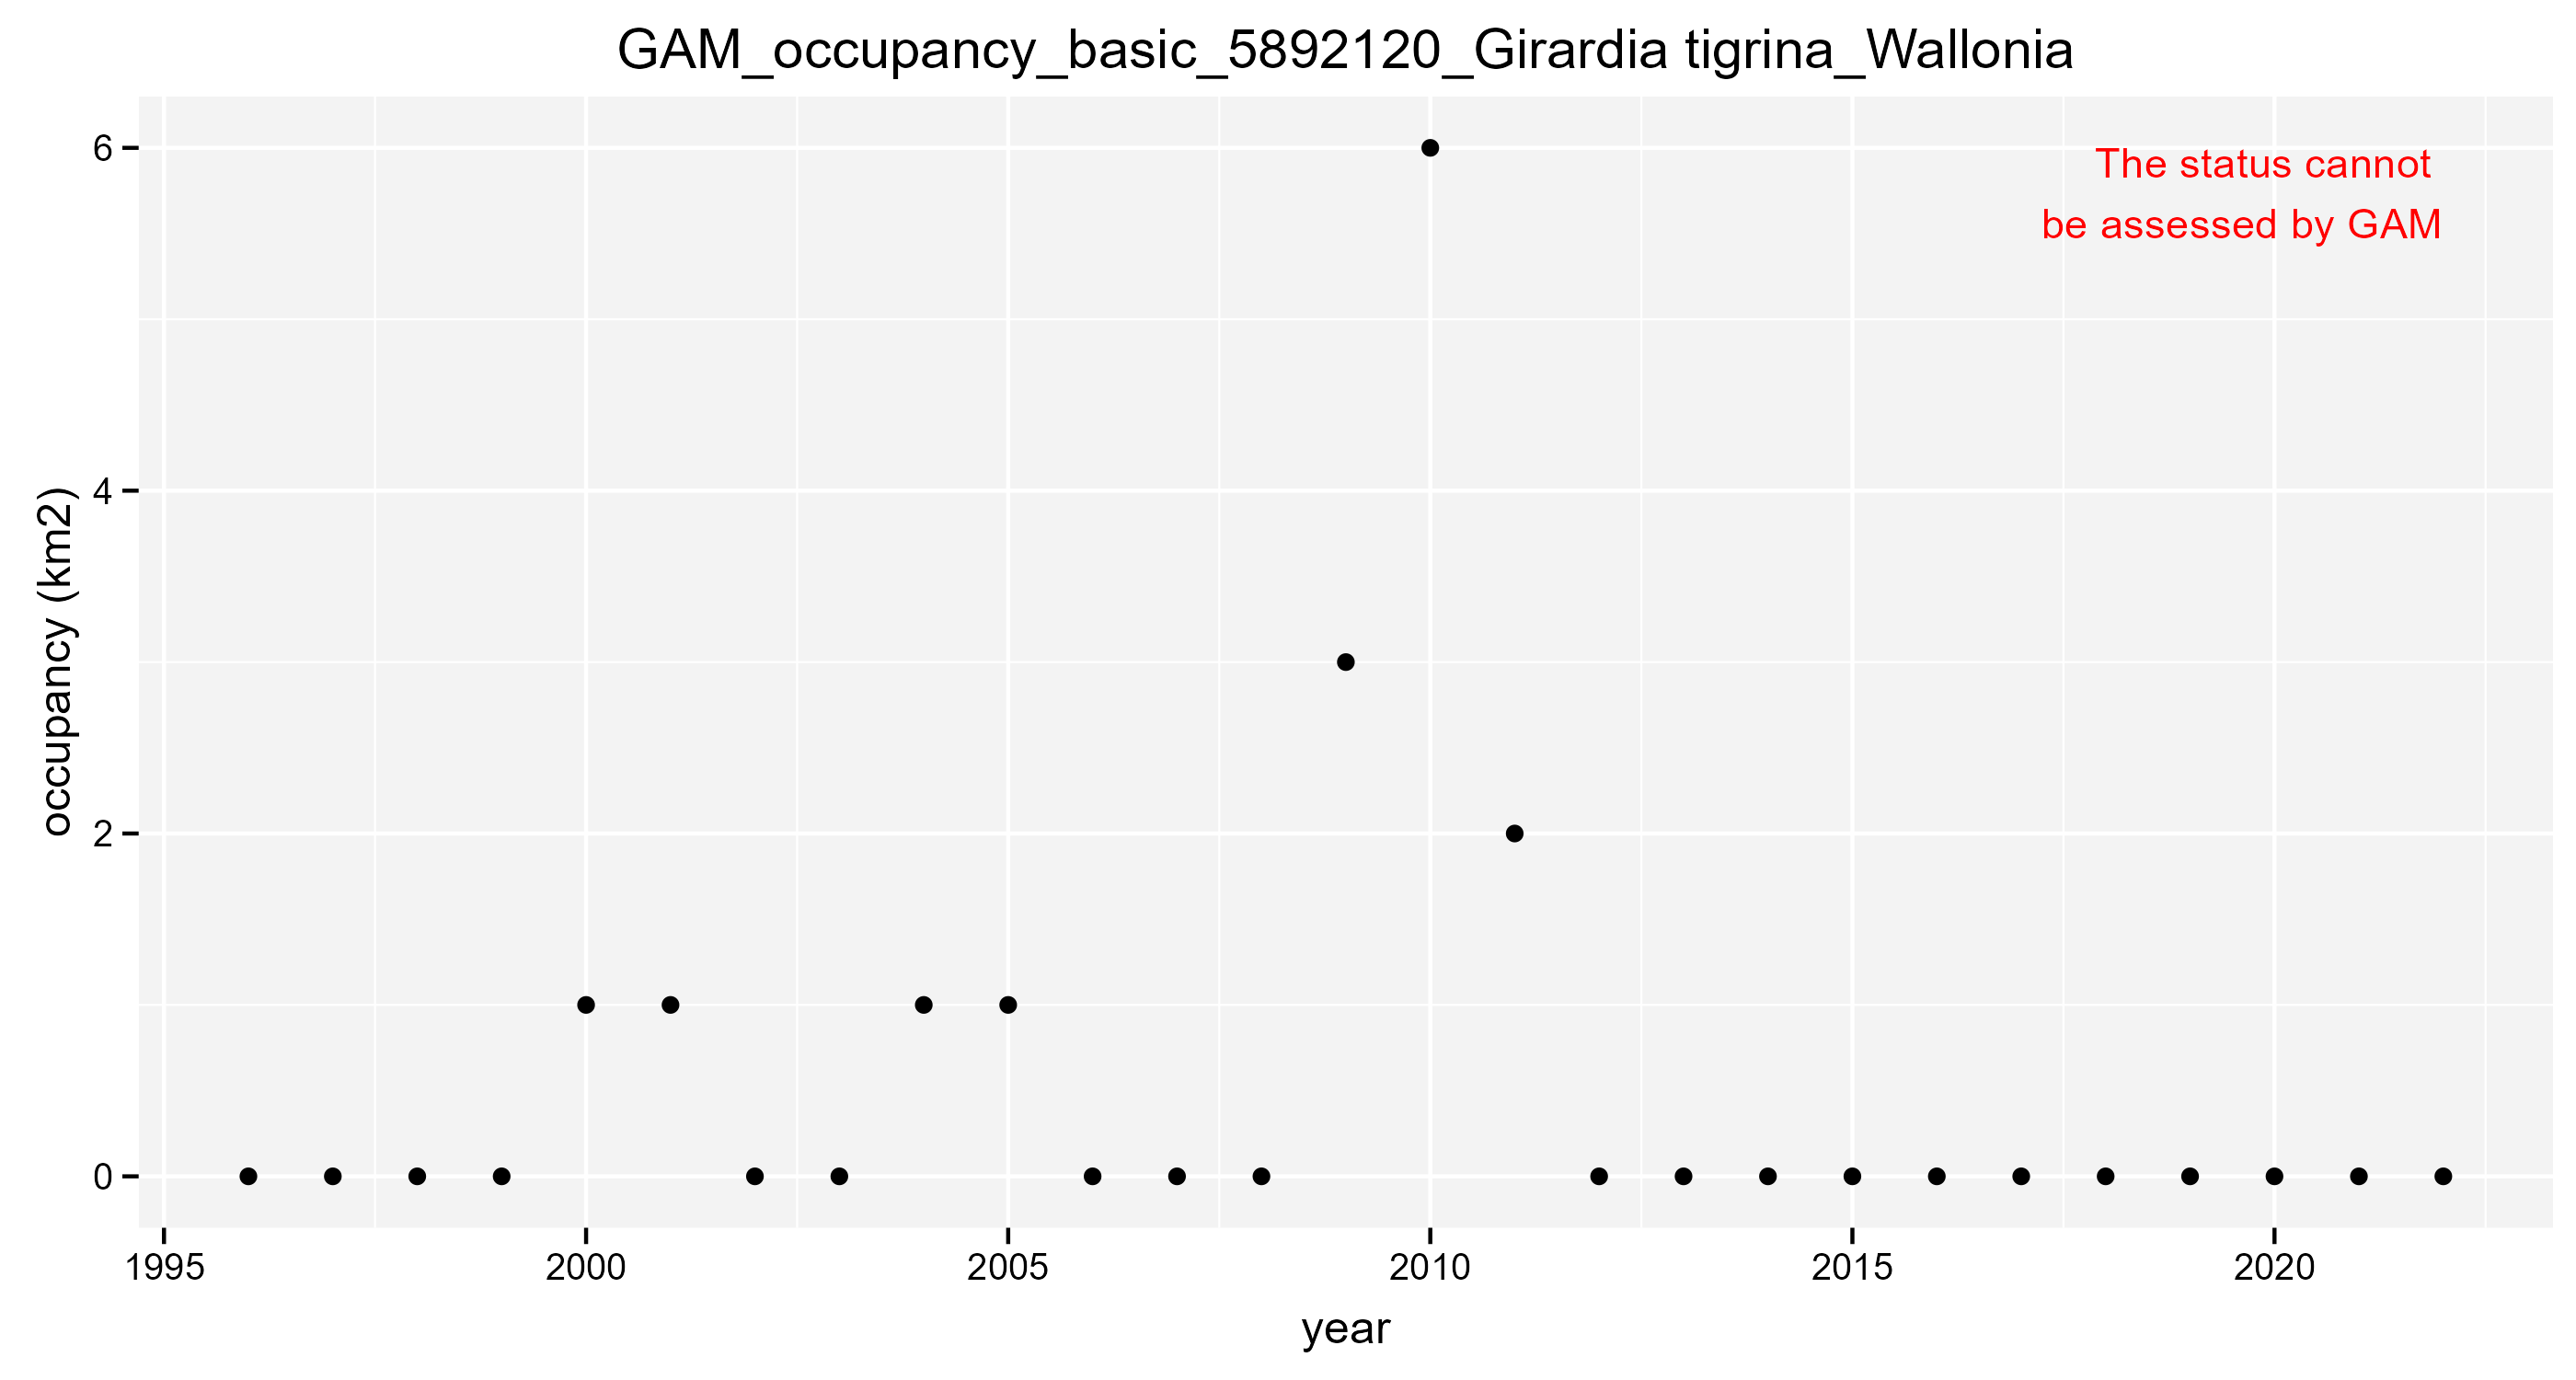 GAM_occupancy_basic_5892120_Girardia tigrina_Wallonia
The status cannot
be assessed by GAM
occupancy (km2)
6
4
2
0
1995 2000 2005 2010 2015 2020
year